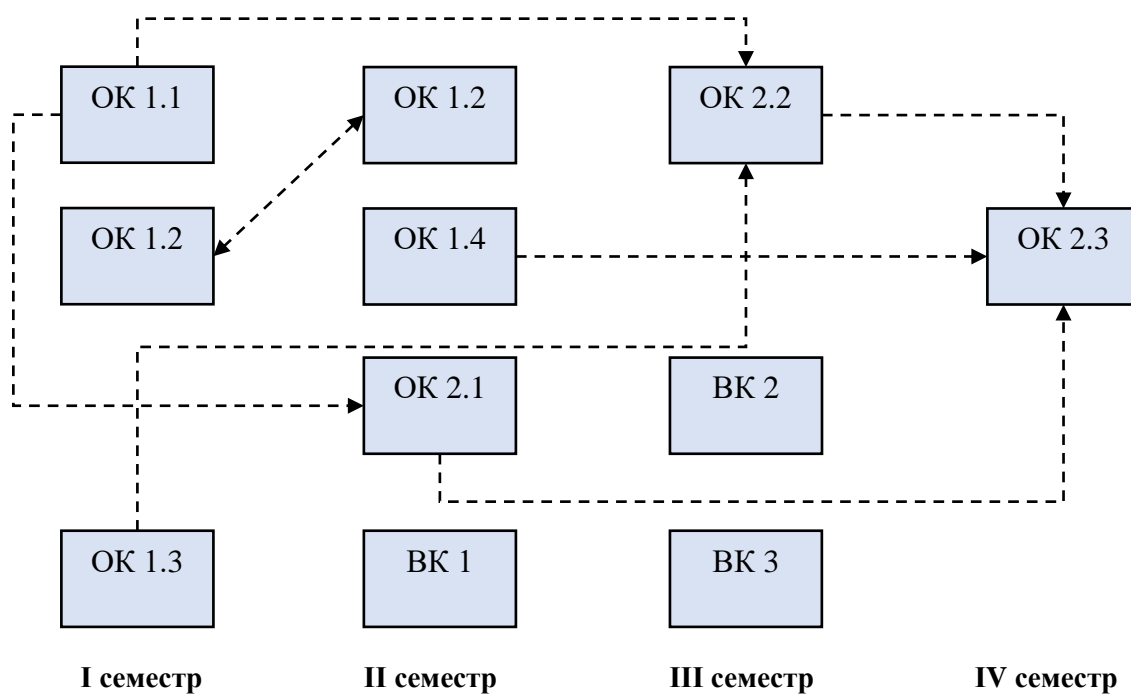 ОК 1.1
ОК 1.2
ОК 2.2
ОК 1.2
ОК 1.4
ОК 2.3
ОК 2.1
ВК 2
ОК 1.3
ВК 1
ВК 3
I семестр
II семестр
III семестр
IV семестр